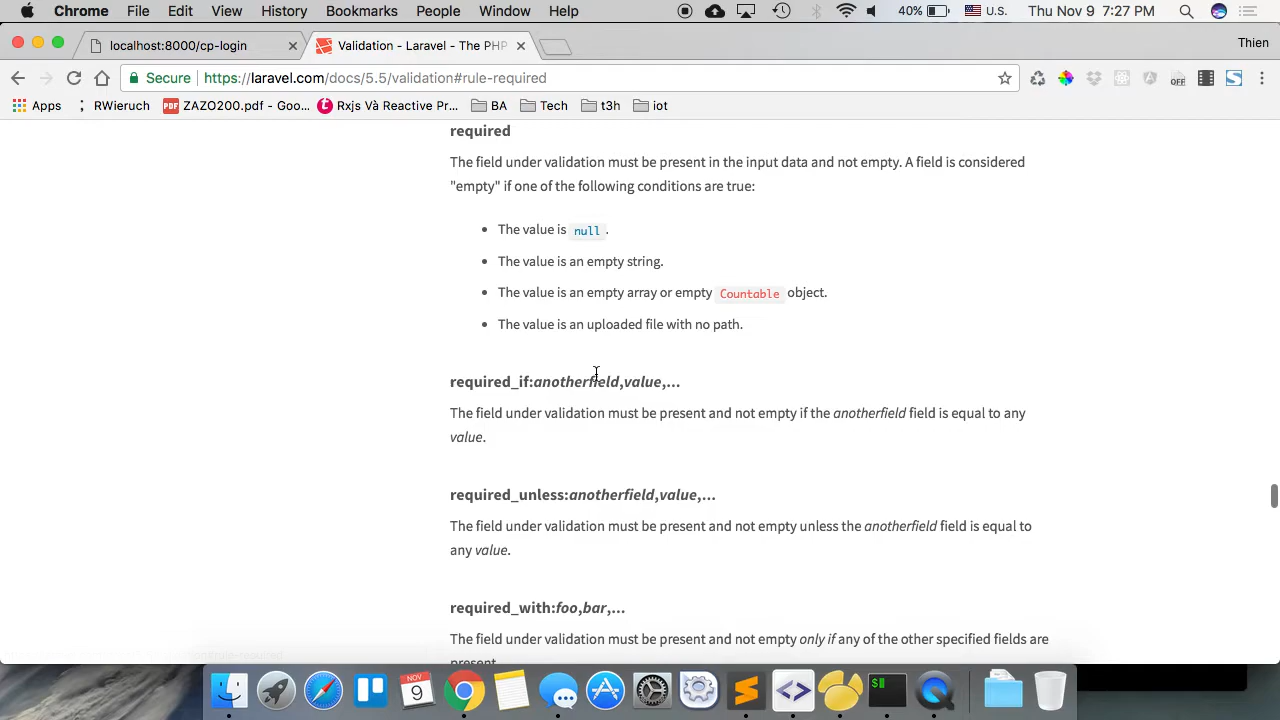 Chrome File Edit View History Bookmarks People Window Help 40% U.S. Thu Nov 9 7:27 PM
localhost:8000/cp-login Validation - Laravel - The PHP Thien
Secure https://laravel.com/docs/5.5/validation#rule-required
Apps RWieruch ZAZO200.pdf - Goo... Rxjs Và Reactive Pr... BA Tech t3h iot
required
The field under validation must be present in the input data and not empty. A field is considered
"empty" if one of the following conditions are true:
• The value is null.
• The value is an empty string.
• The value is an empty array or empty Countable object.
• The value is an uploaded file with no path.
required_if:anotherfield,value,...
The field under validation must be present and not empty if the anotherfield field is equal to any
value.
required_unless:anotherfield,value,...
The field under validation must be present and not empty unless the anotherfield field is equal to
any value.
required_with:foo,bar,...
The field under validation must be present and not empty only if any of the other specified fields are
present
NOV
9